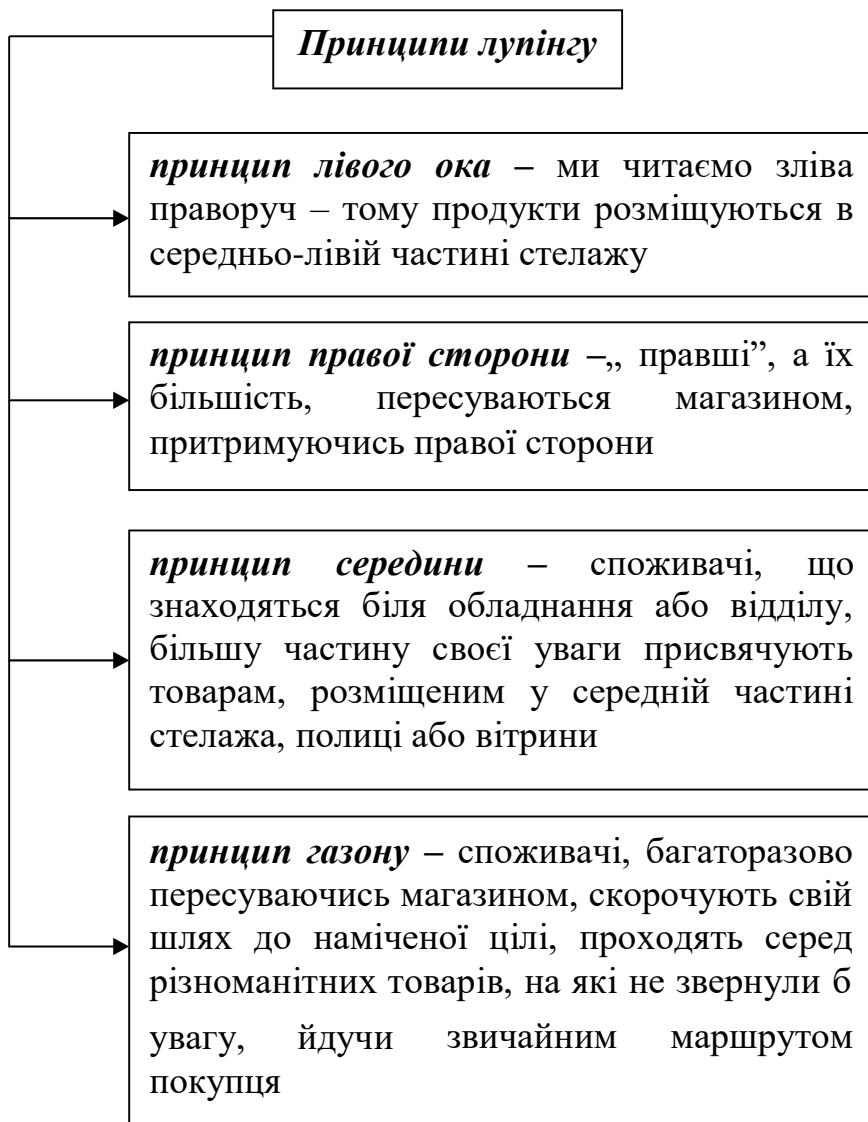 Принципи лупінгу
принцип лівого ока – ми читаємо зліва
праворуч – тому продукти розміщуються в
середньо-лівій частині стелажу
принцип правої сторони –„ правші”, а їх
більшість, пересуваються магазином,
притримуючись правої сторони
принцип середини – споживачі, що
знаходяться біля обладнання або відділу,
більшу частину своєї уваги присвячують
товарам, розміщеним у середній частині
стелажа, полиці або вітрини
принцип газону – споживачі, багаторазово
пересуваючись магазином, скорочують свій
шлях до наміченої цілі, проходять серед
різноманітних товарів, на які не звернули б
увагу, йдучи звичайним маршрутом
покупця